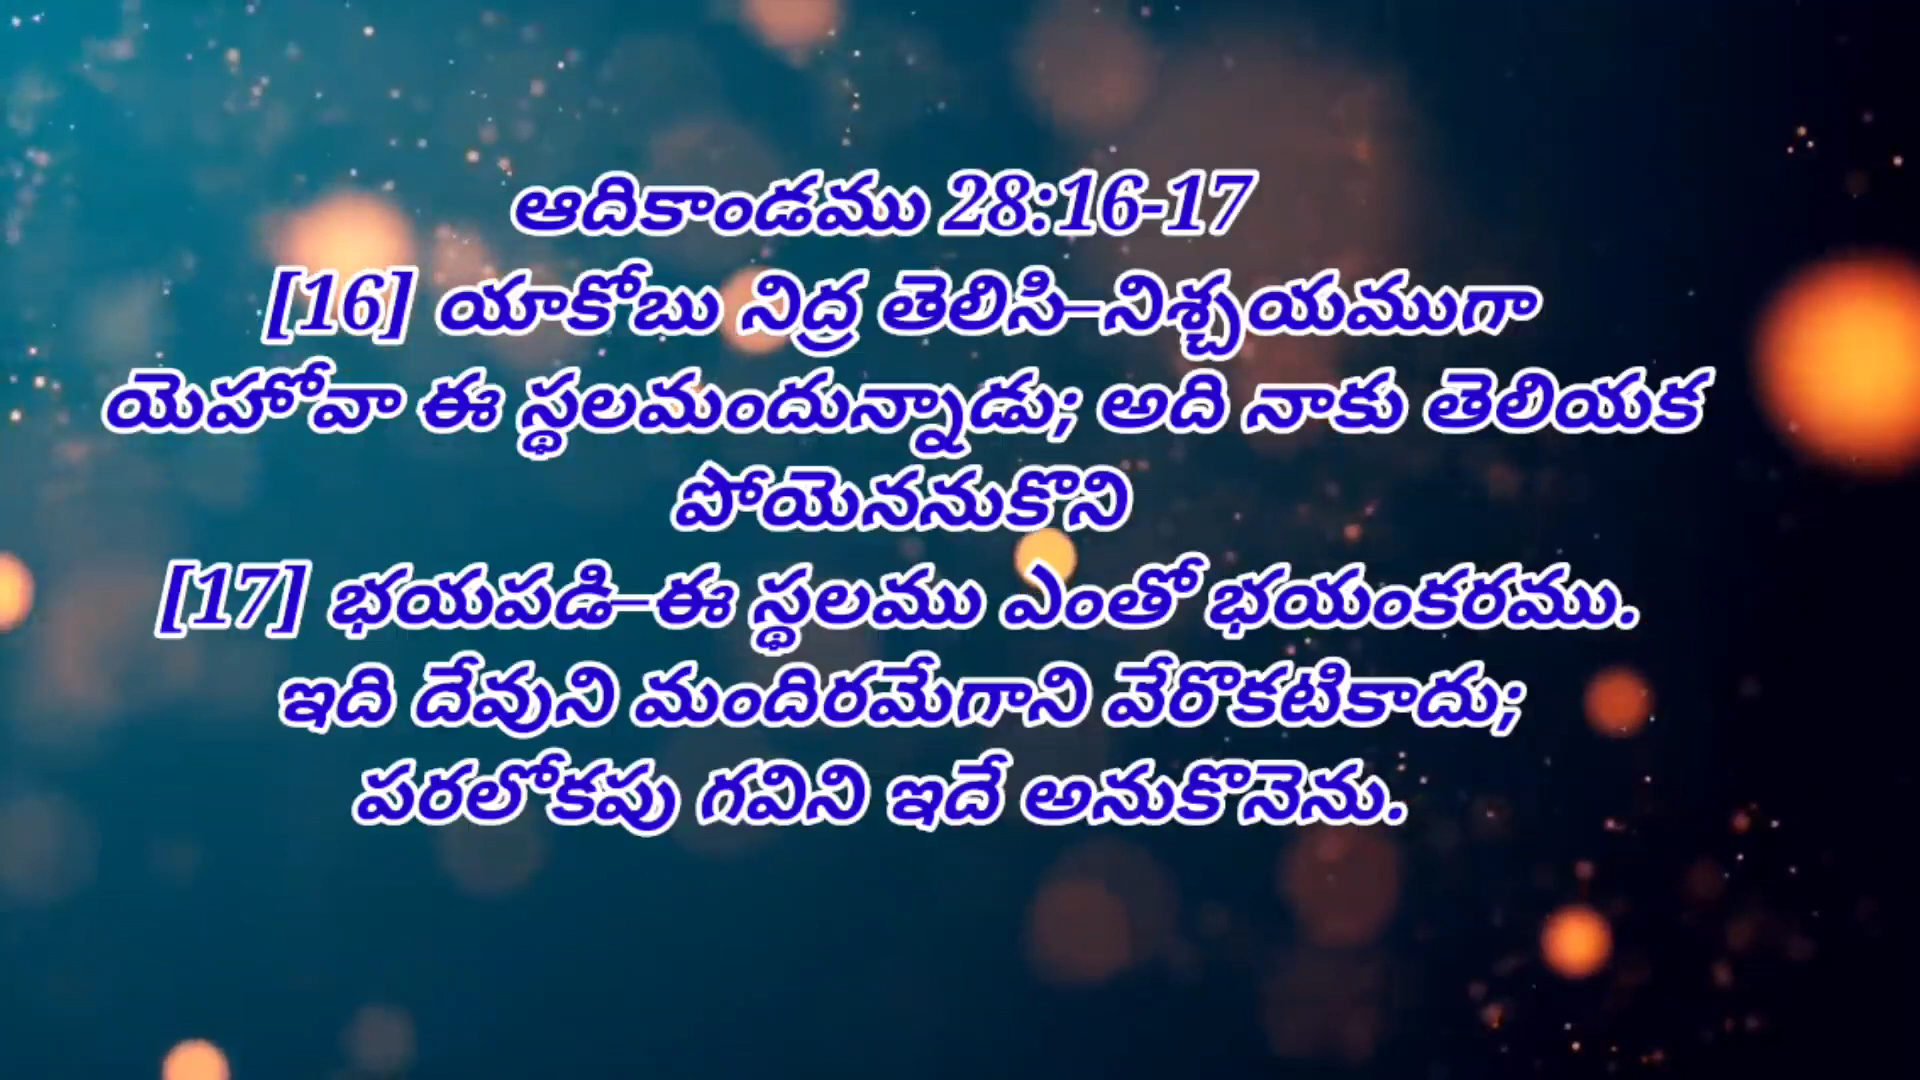 ఆదికాండము 28:16-17
[16] యాకోబు నిద్ర తెలిసి–నిశ్చయముగా
యెహోవా ఈ స్థలమందున్నాడు; అది నాకు తెలియక
పోయెననుకొని
[17] భయపడి–ఈ స్థలము ఎంతో భయంకరము.
ఇది దేవుని మందిరమేగాని వేరొకటికాదు;
పరలోకపు గవిని ఇదే అనుకొనెను.